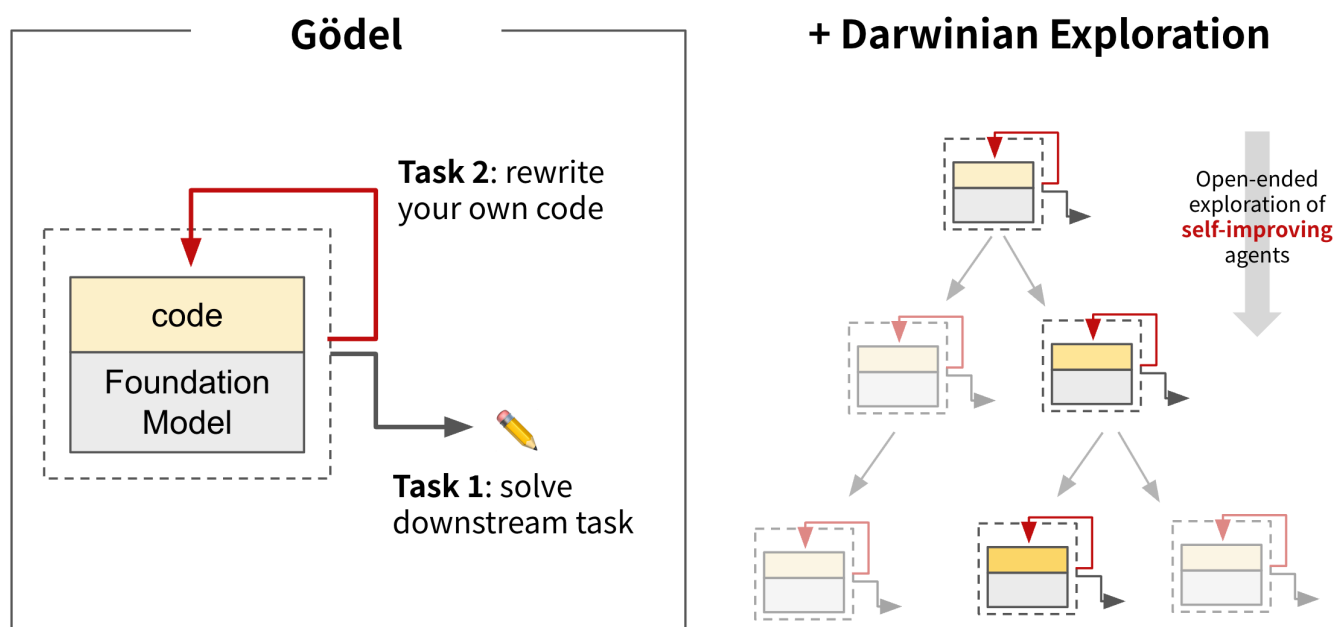 Gödel
+ Darwinian Exploration
Task 2: rewrite
your own code
code
Foundation
Model
Task 1: solve
downstream task
Open-ended
exploration of
self-improving
agents